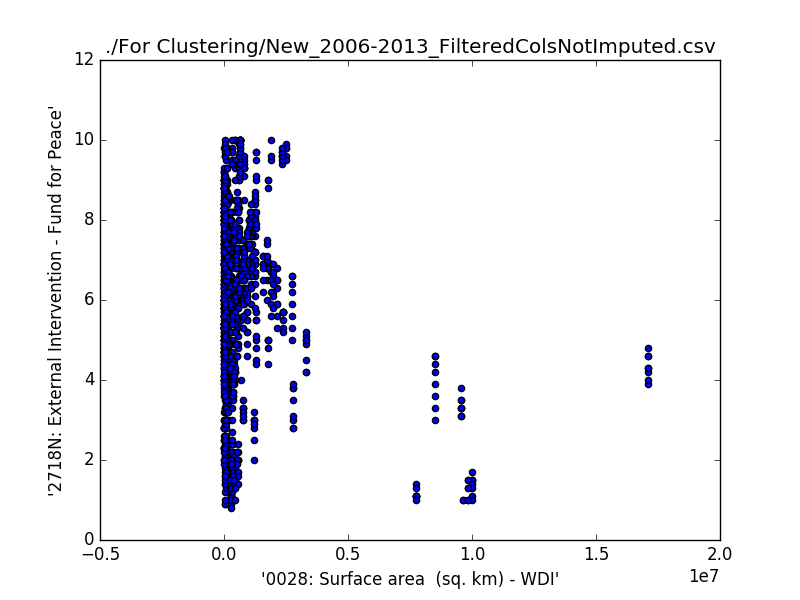 ./For Clustering/New_2006-2013_FilteredColsNotImputed.csv
12
10
8
6
4
2
0
'2718N: External Intervention - Fund for Peace'
−0.5 0.0 0.5 1.0 1.5 2.0
1e7
'0028: Surface area  (sq. km) - WDI'